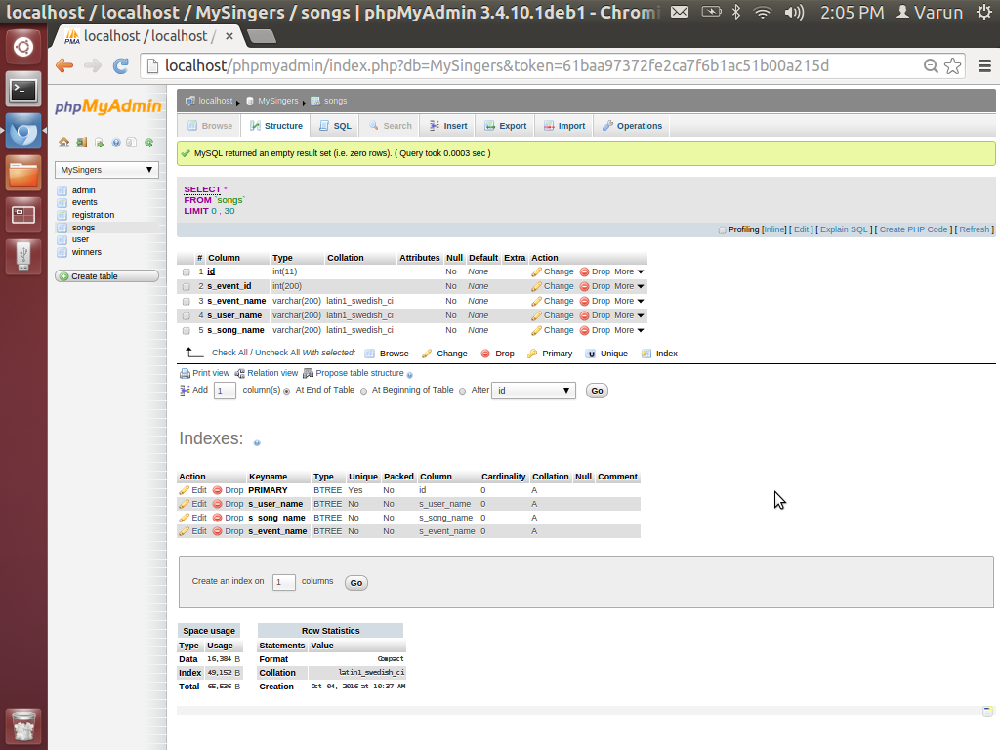 localhost / localhost / MySingers / songs | phpMyAdmin 3.4.10.1deb1 - Chromi 2:05 PM Varun
localhost / localhost /
localhost/phpmyadmin/index.php?db=MySingers&token=61baa97372fe2ca7f6b1ac51b00a215d
phpMyAdmin
MySingers
admin
events
registration
songs
user
winners
Create table
localhost MySingers songs
Browse Structure SQL Search Insert Export Import Operations
MySQL returned an empty result set (i.e. zero rows). ( Query took 0.0003 sec )
SELECT *
FROM `songs`
LIMIT 0 , 30
Profiling [Inline] [ Edit ] [ Explain SQL ] [ Create PHP Code ] [ Refresh ]
# Column Type Collation Attributes Null Default Extra Action
1 id int(11) No None Change Drop More
2 s_event_id int(200) No None Change Drop More
3 s_event_name varchar(200) latin1_swedish_ci No None Change Drop More
4 s_user_name varchar(200) latin1_swedish_ci No None Change Drop More
5 s_song_name varchar(200) latin1_swedish_ci No None Change Drop More
Check All / Uncheck All With selected: Browse Change Drop Primary Unique Index
Print view Relation view Propose table structure
Add 1 column(s) At End of Table At Beginning of Table After id Go
Indexes:
Action Keyname Type Unique Packed Column Cardinality Collation Null Comment
Edit Drop PRIMARY BTREE Yes No id 0 A
Edit Drop s_user_name BTREE No No s_user_name 0 A
Edit Drop s_song_name BTREE No No s_song_name 0 A
Edit Drop s_event_name BTREE No No s_event_name 0 A
Create an index on 1 columns Go
Space usage
Type Usage
Data 16,384 B
Index 49,152 B
Total 65,536 B
Row Statistics
Statements Value
Format Compact
Collation latin1_swedish_ci
Creation Oct 04, 2016 at 10:37 AM